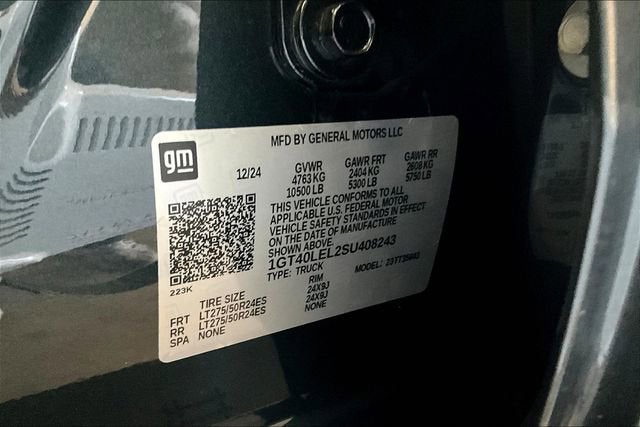 MFD BY GENERAL MOTORS LLC
gm
12/24
GVWR GAWR FRT GAWR RR
4763 KG 2404 KG 2608 KG
10500 LB 5300 LB 5750 LB
THIS VEHICLE CONFORMS TO ALL
APPLICABLE U.S. FEDERAL MOTOR
VEHICLE SAFETY STANDARDS IN EFFECT
ON THE DATE OF MANUFACTURE
SHOWN ABOVE.
1GT40LEL2SU408243
TYPE: TRUCK MODEL:
223K
TIRE SIZE RIM
FRT LT275/50R24ES 24X9J
RR LT275/50R24ES 24X9J
SPA NONE NONE